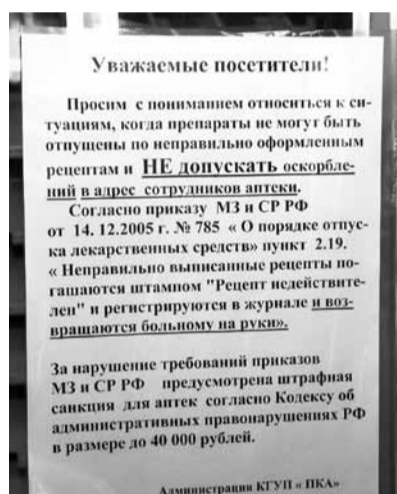 Уважаемые посетители!
Просим с пониманием относиться к си-
туациям, когда препараты не могут быть
отпущены по неправильно оформленным
рецептам и НЕ допускать оскорбле-
ний в адрес сотрудников аптеки.
Согласно приказу МЗ и СР РФ
от 14. 12.2005 г. № 785 « О порядке отпус-
ка лекарственных средств» пункт 2.19.
« Неправильно выписанные рецепты по-
гашаются штампом "Рецепт недействите-
лен" и регистрируются в журнале и воз-
вращаются больному на руки».
За нарушение требований приказов
МЗ и СР РФ предусмотрена штрафная
санкция для аптек согласно Кодексу об
административных правонарушениях РФ
в размере до 40 000 рублей.
Администрация КГУП « ПКА»